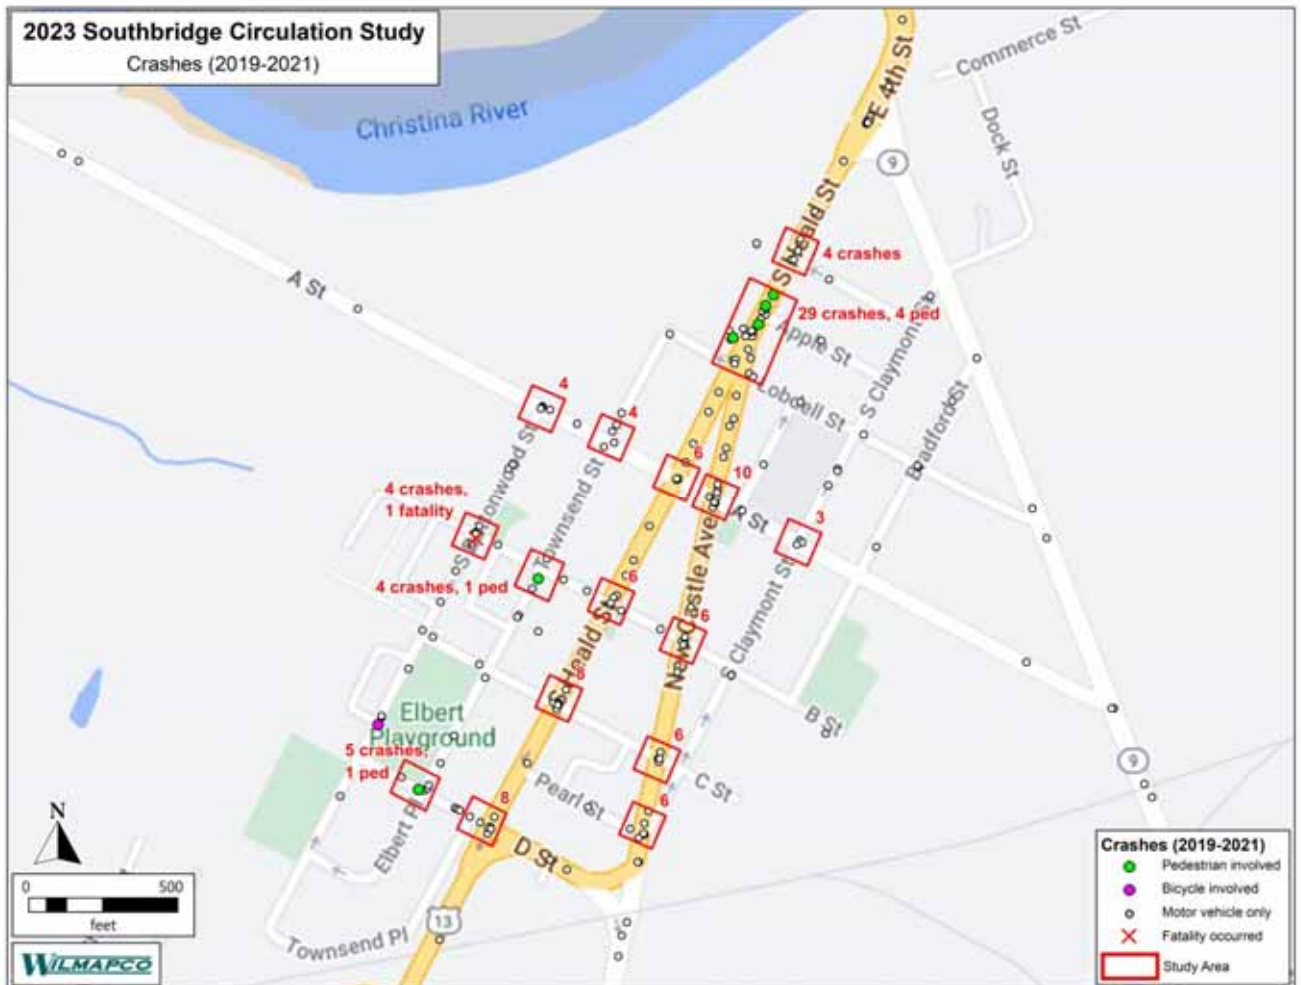 2023 Southbridge Circulation Study
Crashes (2019-2021)
Christina River
E 4th St
Commerce St
Dock St
9
S Heald St
4 crashes
29 crashes, 4 ped
Apple St
S Claymont St
A St
Lobdell St
Bradford St
4
4
6
10
A St
3
4 crashes,
1 fatality
Townsend St
New Castle Ave
4 crashes, 1 ped
6
6
S Claymont St
S Heald St
8
B St
Elbert
Playground
5 crashes,
1 ped
6
C St
Pearl St
8
6
Elbert Pl
D St
9
13
Townsend Pl
N
0 500
feet
WILMAPCO
Crashes (2019-2021)
Pedestrian involved
Bicycle involved
Motor vehicle only
Fatality occurred
Study Area